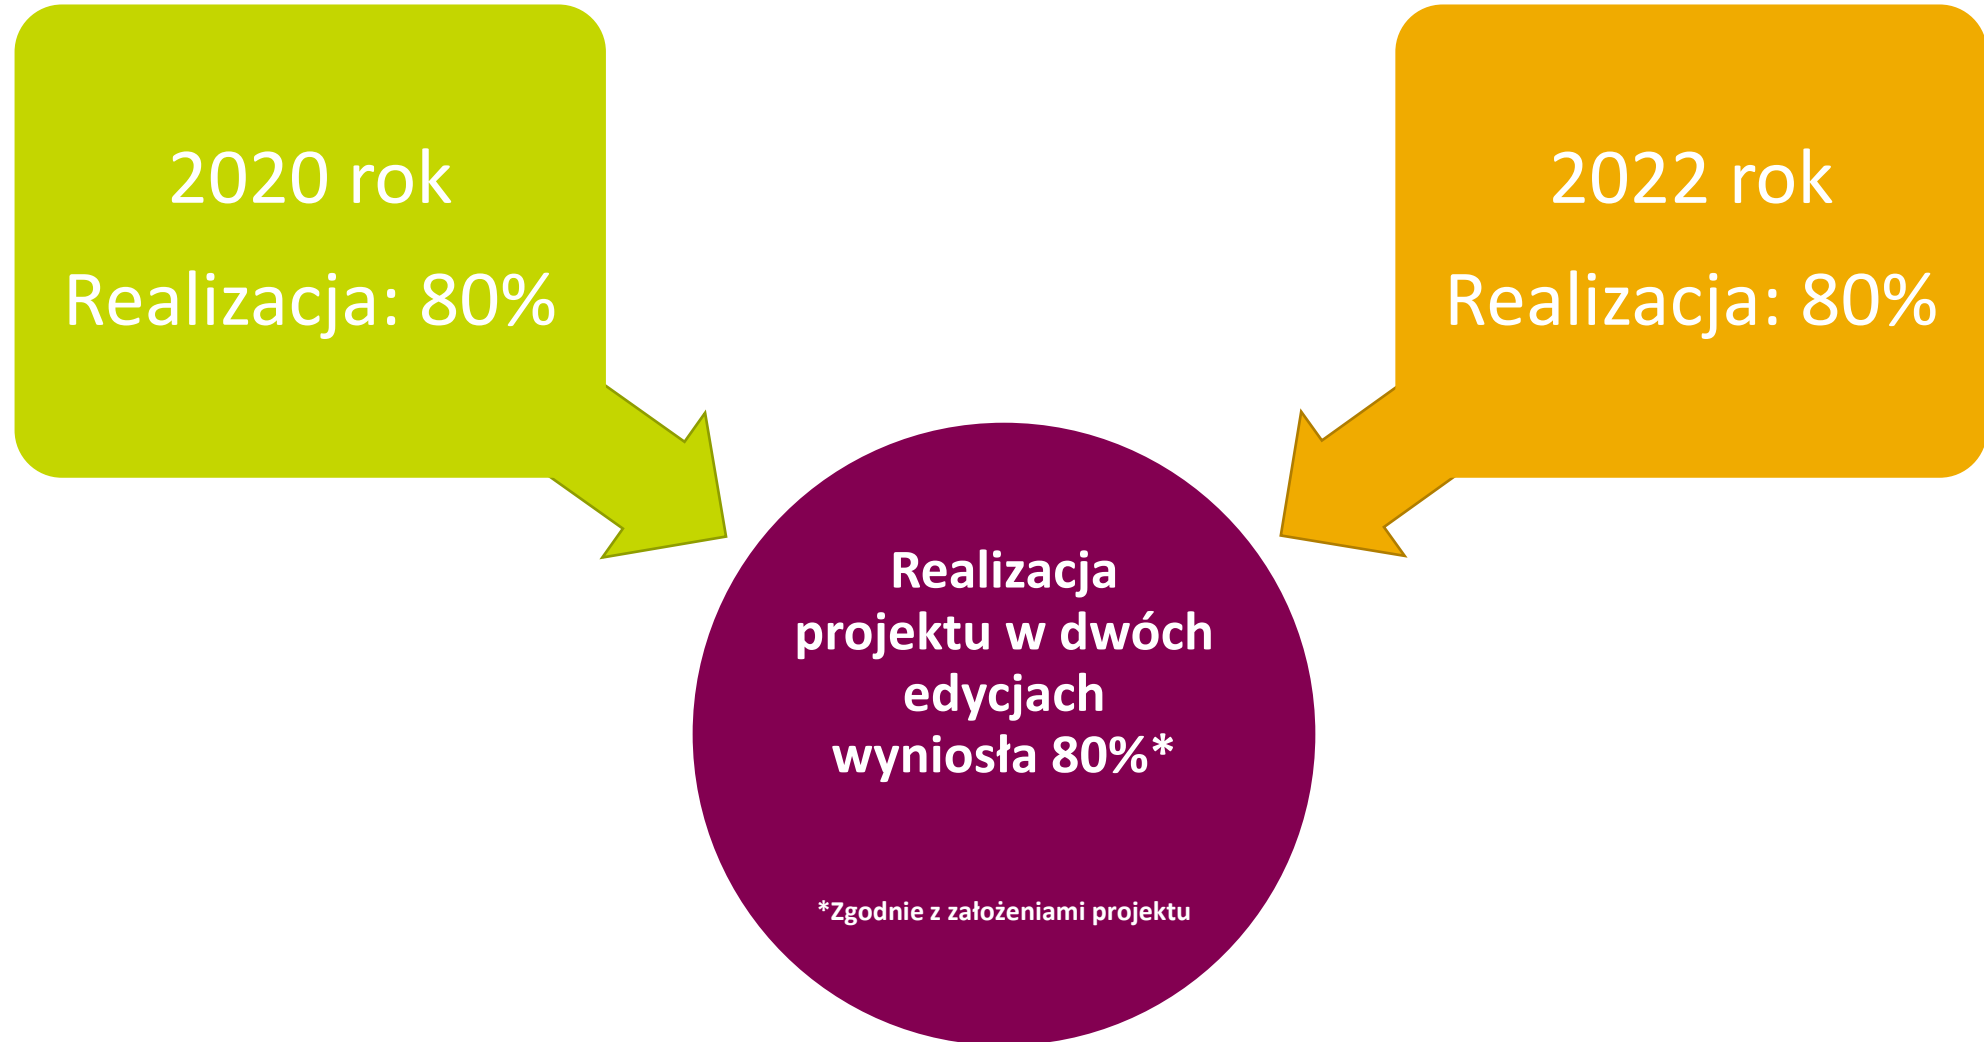 2020 rok
Realizacja: 80%
2022 rok
Realizacja: 80%
Realizacja
projektu w dwóch
edycjach
wyniosła 80%*
*Zgodnie z założeniami projektu